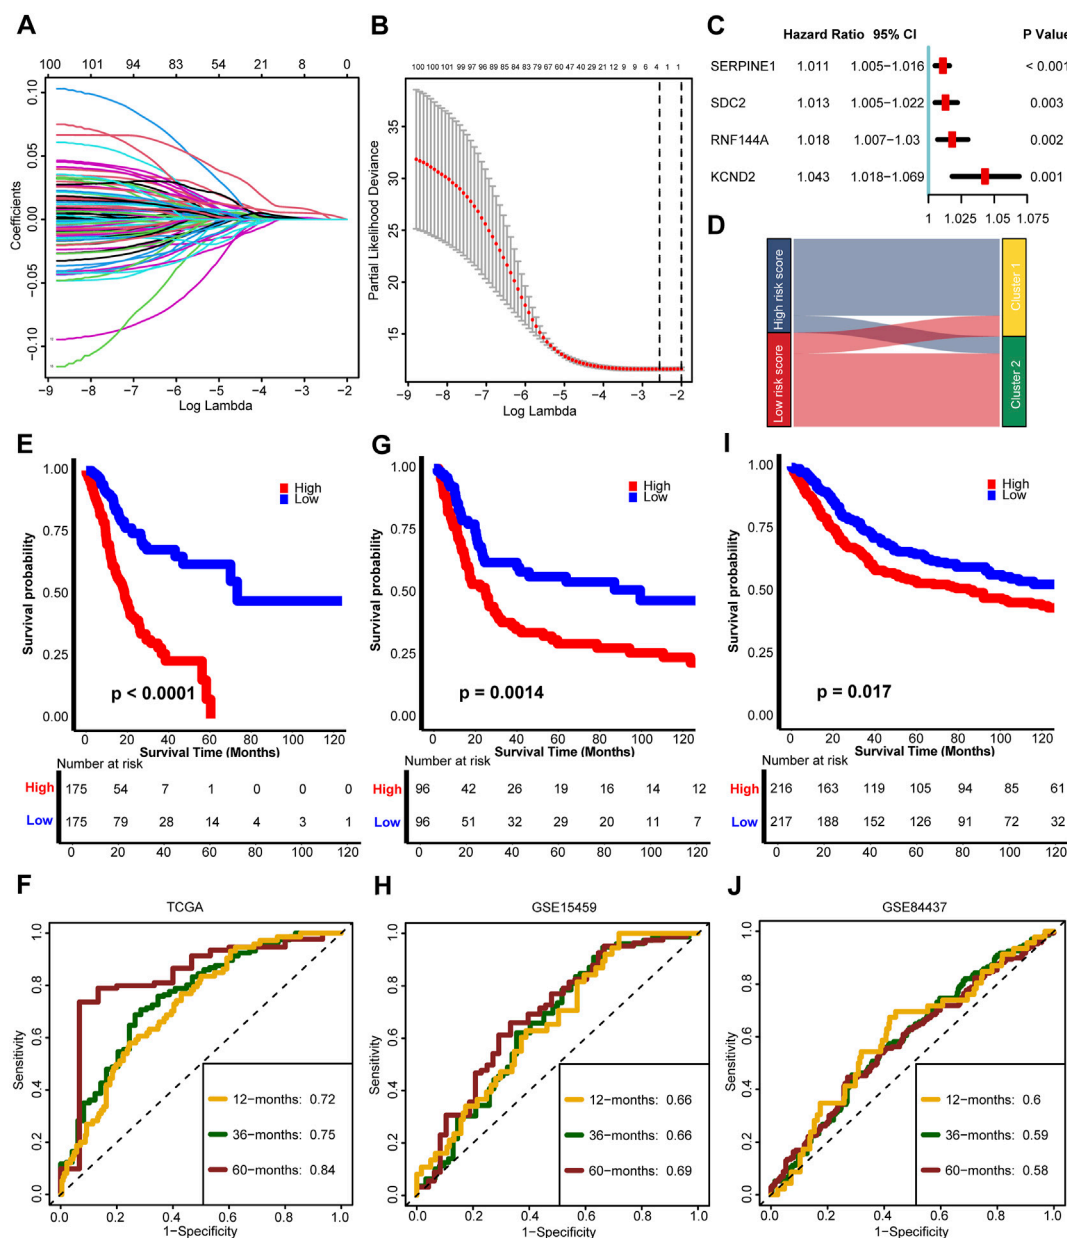 A
100 101 94 83 54 21 8 0
0.10
0.05
0.00
−0.05
−0.10
Coefficients
−9 −8 −7 −6 −5 −4 −3 −2
Log Lambda
B
100 100 101 99 97 96 89 85 84 83 79 67 60 47 40 29 21 12 9 9 6 4 1 1
35
30
25
20
15
Partial Likelihood Deviance
−9 −8 −7 −6 −5 −4 −3 −2
Log Lambda
C
Hazard Ratio 95% CI P Value
SERPINE1 1.011 1.005−1.016 < 0.001
SDC2 1.013 1.005−1.022 0.003
RNF144A 1.018 1.007−1.03 0.002
KCND2 1.043 1.018−1.069 0.001
1 1.025 1.05 1.075
D
High risk score
Low risk score
Cluster 1
Cluster 2
E
1.00
0.75
0.50
0.25
0.00
Survival probability
High
Low
p < 0.0001
0 20 40 60 80 100 120
Survival Time (Months)
Number at risk
High 175 54 7 1 0 0 0
Low 175 79 28 14 4 3 1
0 20 40 60 80 100 120
G
1.00
0.75
0.50
0.25
0.00
Survival probability
High
Low
p = 0.0014
0 20 40 60 80 100 120
Survival Time (Months)
Number at risk
High 96 42 26 19 16 14 12
Low 96 51 32 29 20 11 7
0 20 40 60 80 100 120
I
1.00
0.75
0.50
0.25
0.00
Survival probability
High
Low
p = 0.017
0 20 40 60 80 100 120
Survival Time (Months)
Number at risk
High 216 163 119 105 94 85 61
Low 217 188 152 126 91 72 32
0 20 40 60 80 100 120
F
TCGA
1.0
0.8
0.6
0.4
0.2
0.0
Sensitivity
12−months: 0.72
36−months: 0.75
60−months: 0.84
0.0 0.2 0.4 0.6 0.8 1.0
1−Specificity
H
GSE15459
1.0
0.8
0.6
0.4
0.2
0.0
Sensitivity
12−months: 0.66
36−months: 0.66
60−months: 0.69
0.0 0.2 0.4 0.6 0.8 1.0
1−Specificity
J
GSE84437
1.0
0.8
0.6
0.4
0.2
0.0
Sensitivity
12−months: 0.6
36−months: 0.59
60−months: 0.58
0.0 0.2 0.4 0.6 0.8 1.0
1−Specificity